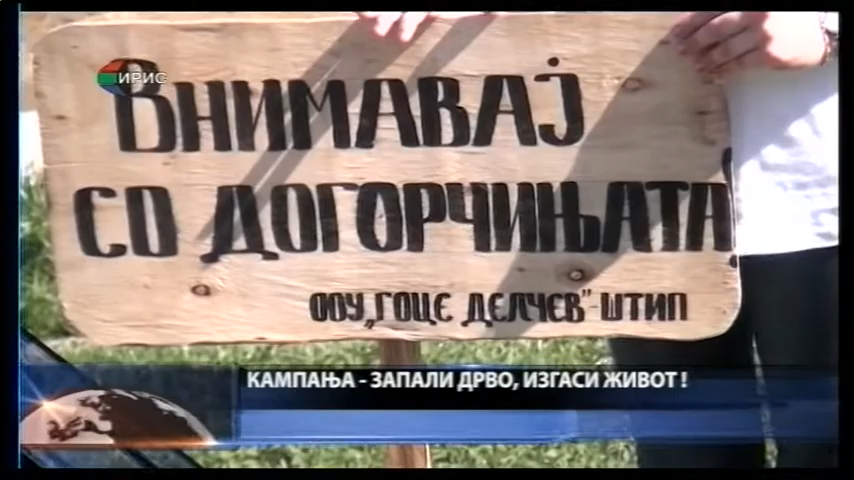 ИРИС
ВНИМАВАЈ
СО ДОГОРЧИЊАТА
ООУ „ГОЦЕ ДЕЛЧЕВ"-ШТИП
КАМПАЊА - ЗАПАЛИ ДРВО, ИЗГАСИ ЖИВОТ !